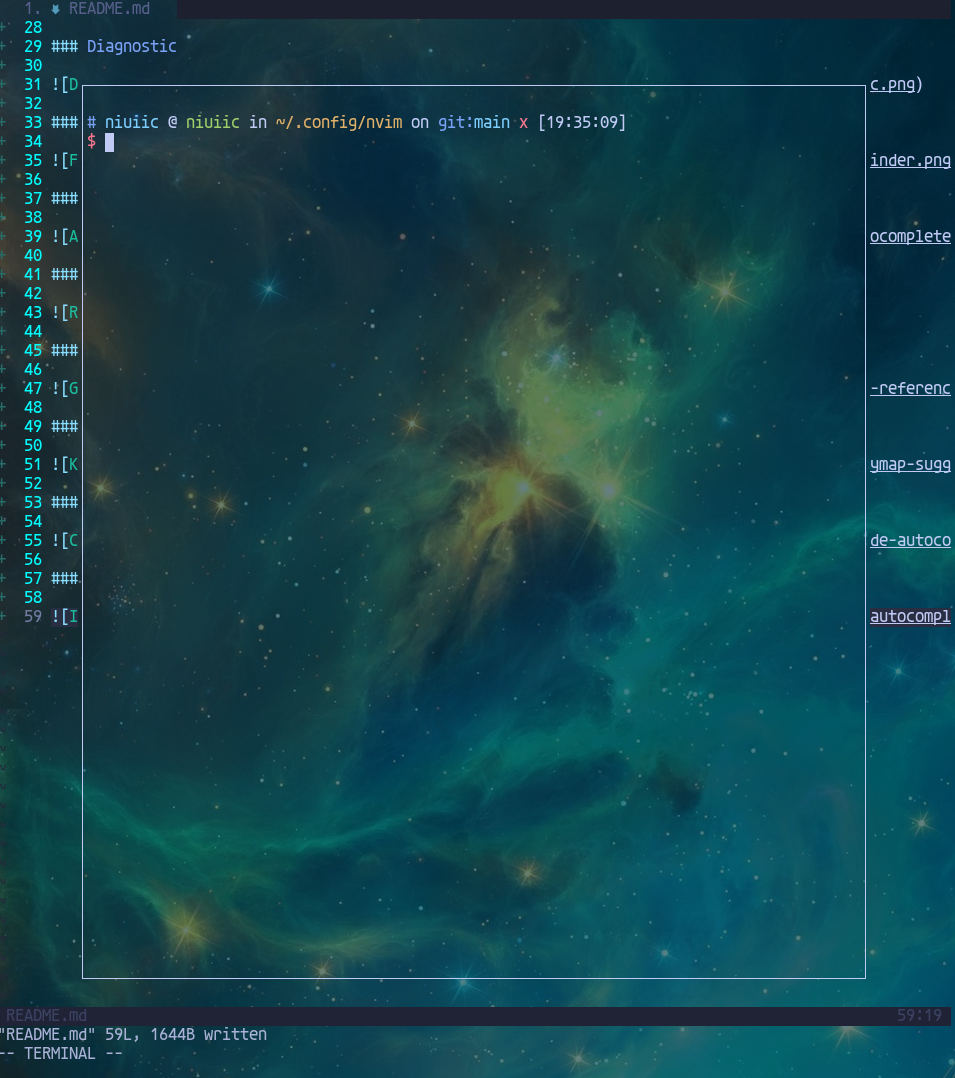 1. README.md
+ 28
+ 29 ### Diagnostic
+ 30
+ 31 ![D c.png)
+ 32
+ 33 ### # niuiic @ niuiic in ~/.config/nvim on git:main x [19:35:09]
+ 34 $
+ 35 ![F inder.png
+ 36
+ 37 ###
+ 38
+ 39 ![A ocomplete
+ 40
+ 41 ###
+ 42
+ 43 ![R
+ 44
+ 45 ###
+ 46
+ 47 ![G -referenc
+ 48
+ 49 ###
+ 50
+ 51 ![K ymap-sugg
+ 52
+ 53 ###
+ 54
+ 55 ![C de-autoco
+ 56
+ 57 ###
+ 58
+ 59 ![I autocompl
README.md 59:19
"README.md" 59L, 1644B written
-- TERMINAL --